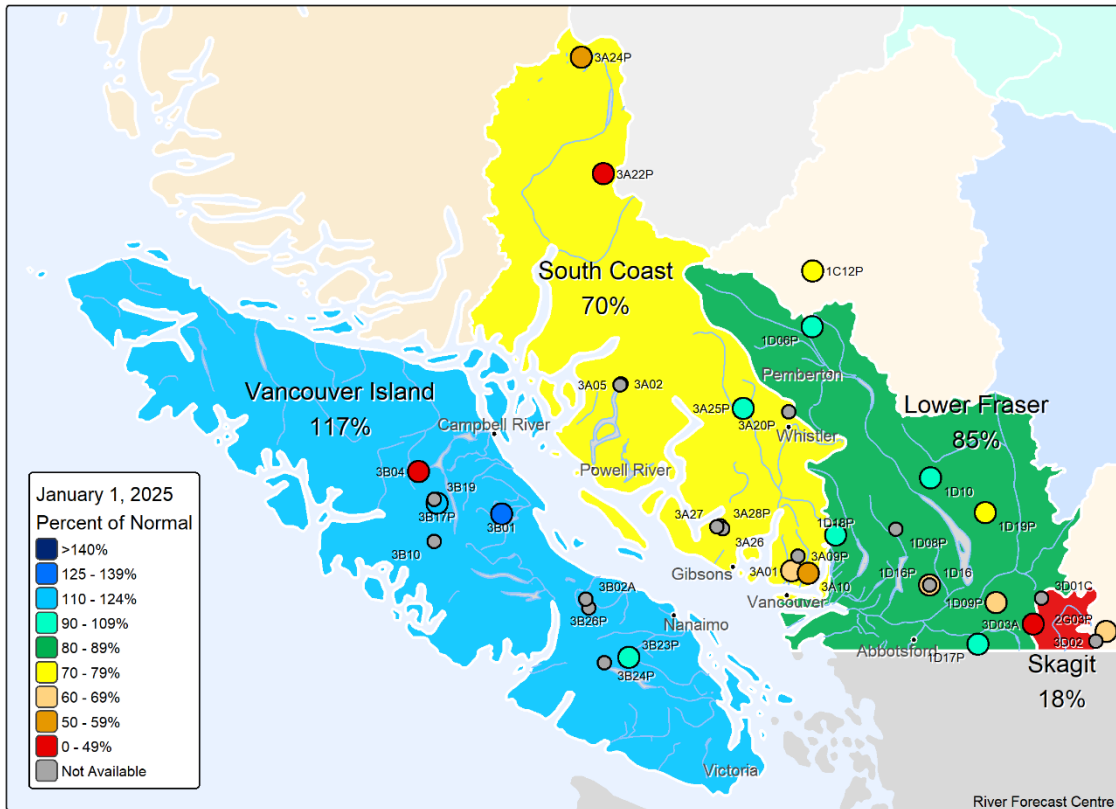 3A24P
3A22P
South Coast
70%
1C12P
1D06P
Pemberton
3A05
3A02
Vancouver Island
117%
Lower Fraser
85%
3A25P
3A20P
Whistler
Campbell River
Powell River
3B04
3B19
3B17P
3B01
3B10
1D10
1D19P
3A27
3A28P
3A26
1D18P
1D08P
3A09P
Gibsons
3A01
3A10
1D16P
1D16
Vancouver
3B02A
3B26P
Nanaimo
1D09P
3D01C
3D03A
2G03P
3D02
3B23P
3B24P
Abbotsford
1D17P
Skagit
18%
Victoria
January 1, 2025
Percent of Normal
>140%
125 - 139%
110 - 124%
90 - 109%
80 - 89%
70 - 79%
60 - 69%
50 - 59%
0 - 49%
Not Available
River Forecast Centre